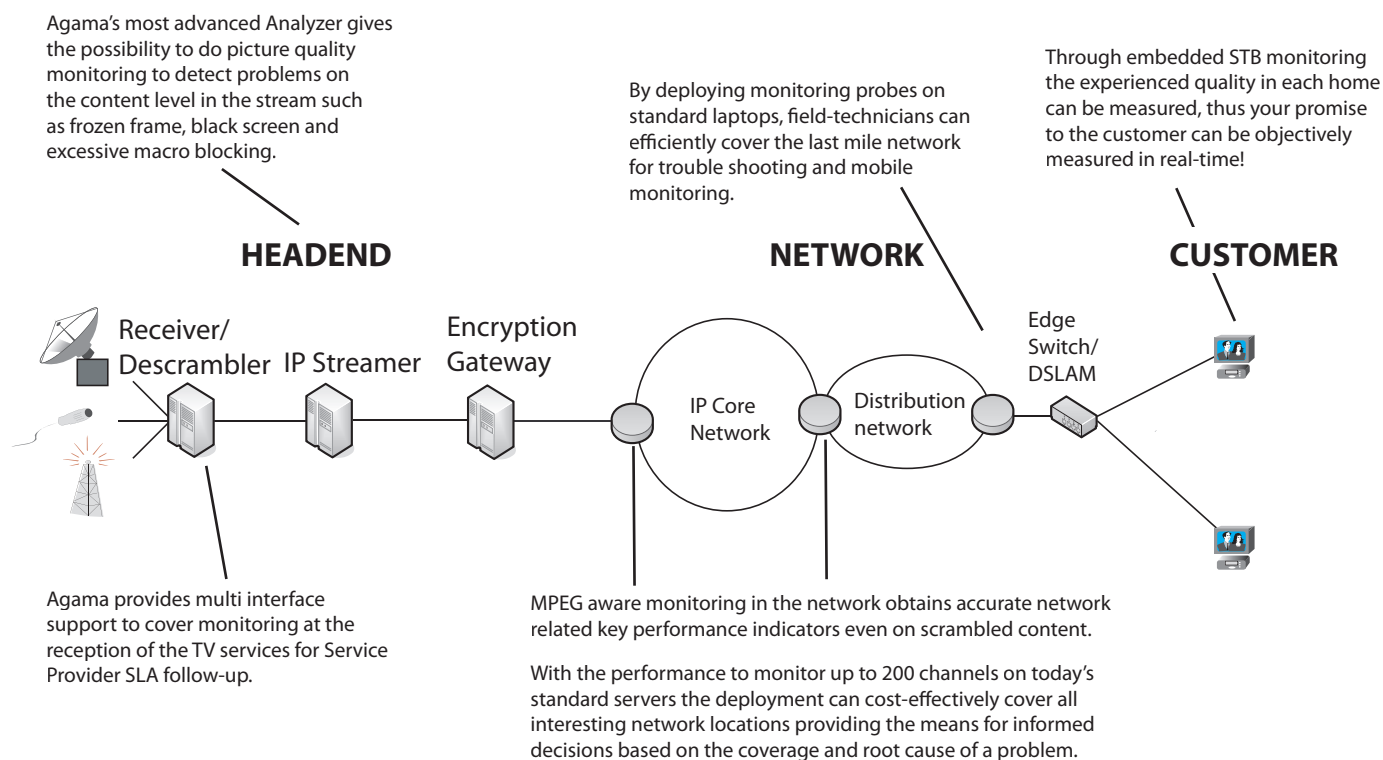 Agama's most advanced Analyzer gives
the possibility to do picture quality
monitoring to detect problems on
the content level in the stream such
as frozen frame, black screen and
excessive macro blocking.
By deploying monitoring probes on
standard laptops, field-technicians can
efficiently cover the last mile network
for trouble shooting and mobile
monitoring.
Through embedded STB monitoring
the experienced quality in each home
can be measured, thus your promise
to the customer can be objectively
measured in real-time!
HEADEND
NETWORK
CUSTOMER
Receiver/
Descrambler
IP Streamer
Encryption
Gateway
IP Core
Network
Distribution
network
Edge
Switch/
DSLAM
Agama provides multi interface
support to cover monitoring at the
reception of the TV services for Service
Provider SLA follow-up.
MPEG aware monitoring in the network obtains accurate network
related key performance indicators even on scrambled content.
With the performance to monitor up to 200 channels on today's
standard servers the deployment can cost-effectively cover all
interesting network locations providing the means for informed
decisions based on the coverage and root cause of a problem.